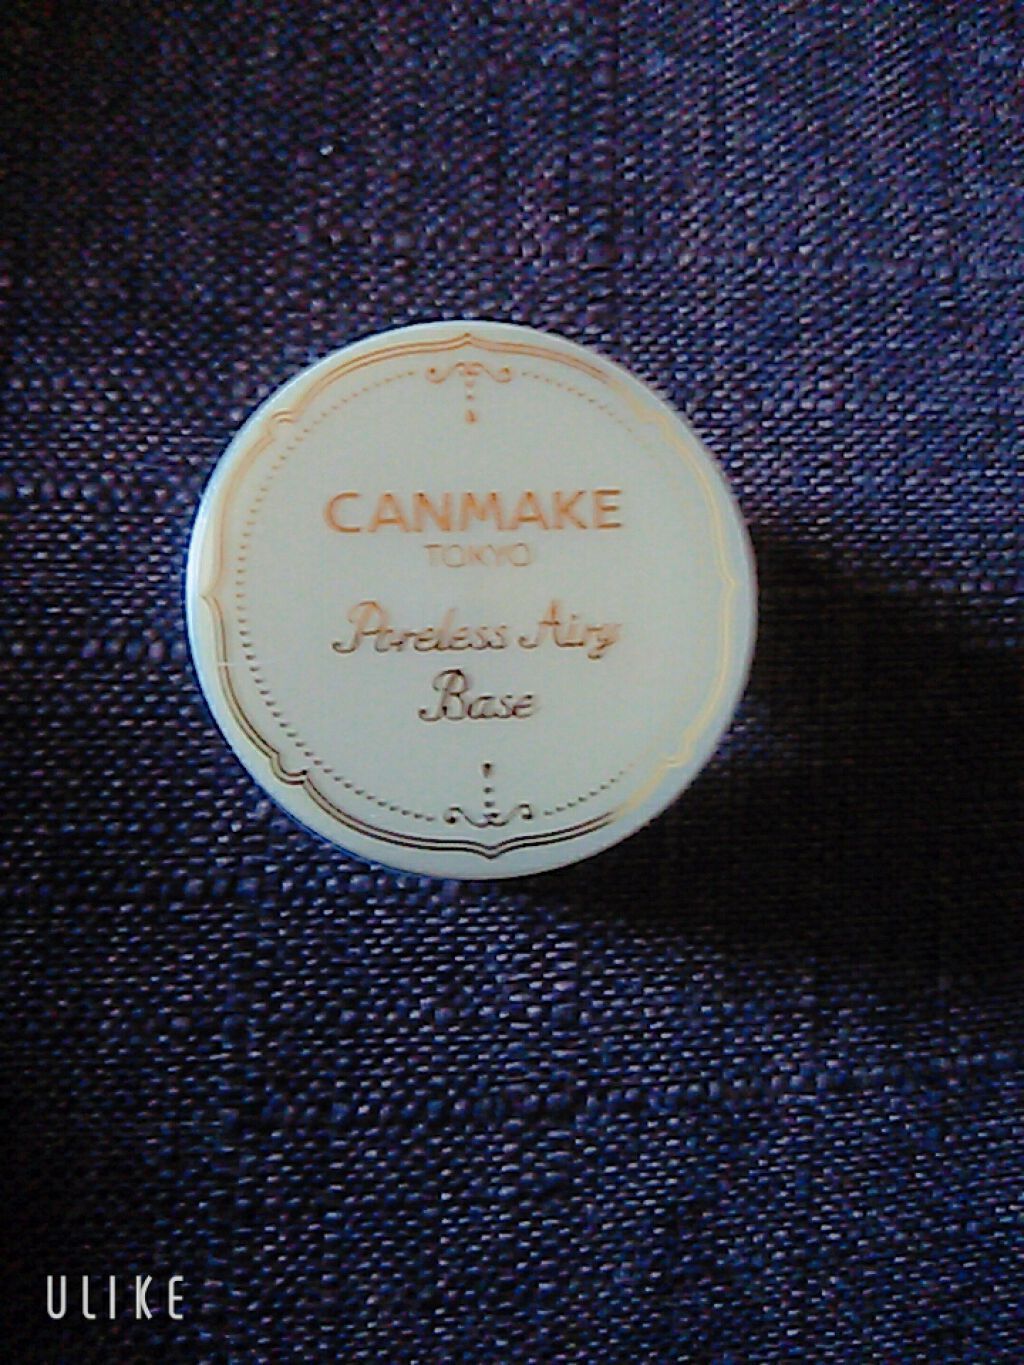 CANMAKE
TOKYO
Poreless Airy
Base
ULIKE